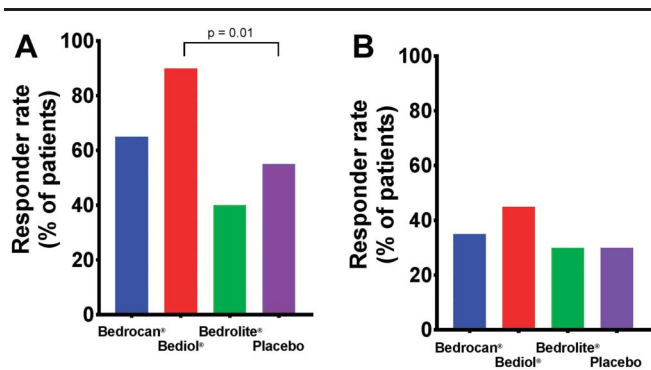 A
p = 0.01
Responder rate
(% of patients)
100
80
60
40
20
0
Bedrocan®
Bediol®
Bedrolite®
Placebo
B
Responder rate
(% of patients)
100
80
60
40
20
0
Bedrocan®
Bediol®
Bedrolite®
Placebo